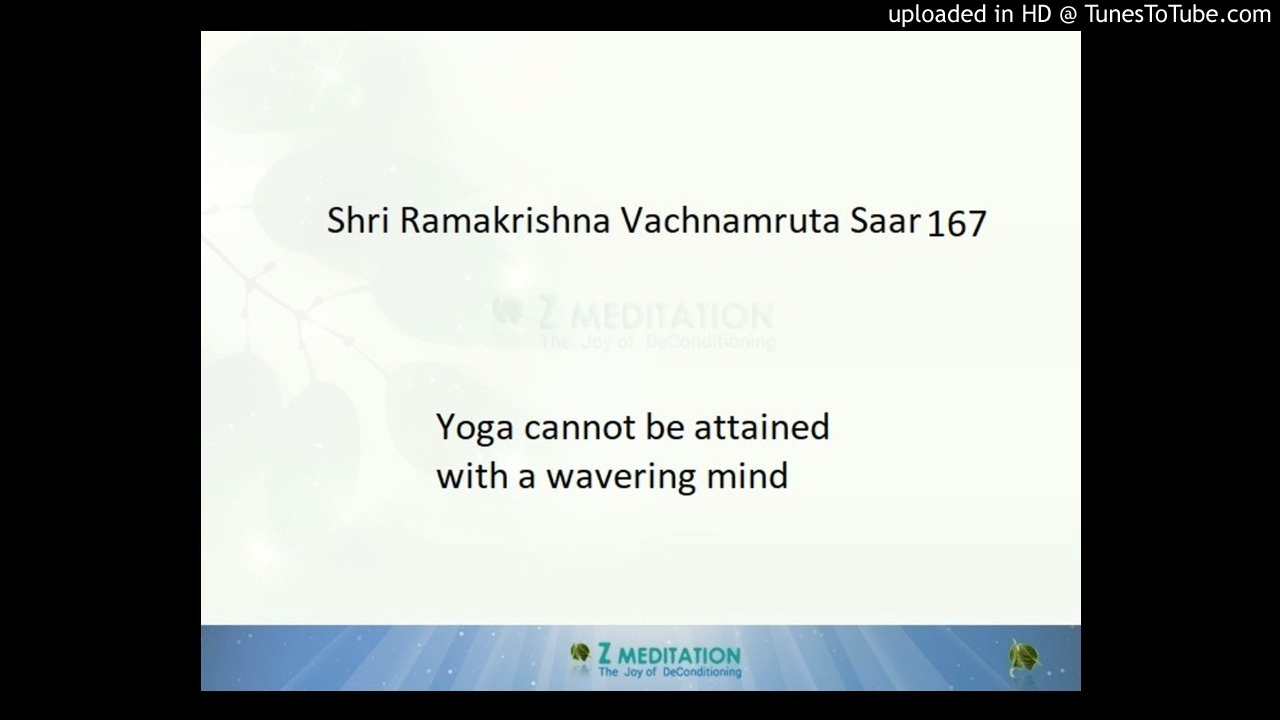 uploaded in HD @ TunesToTube.com
Shri Ramakrishna Vachnamruta Saar 167
Z MEDITATION
The Joy of DeConditioning
Yoga cannot be attained
with a wavering mind
Z MEDITATION
The Joy of DeConditioning